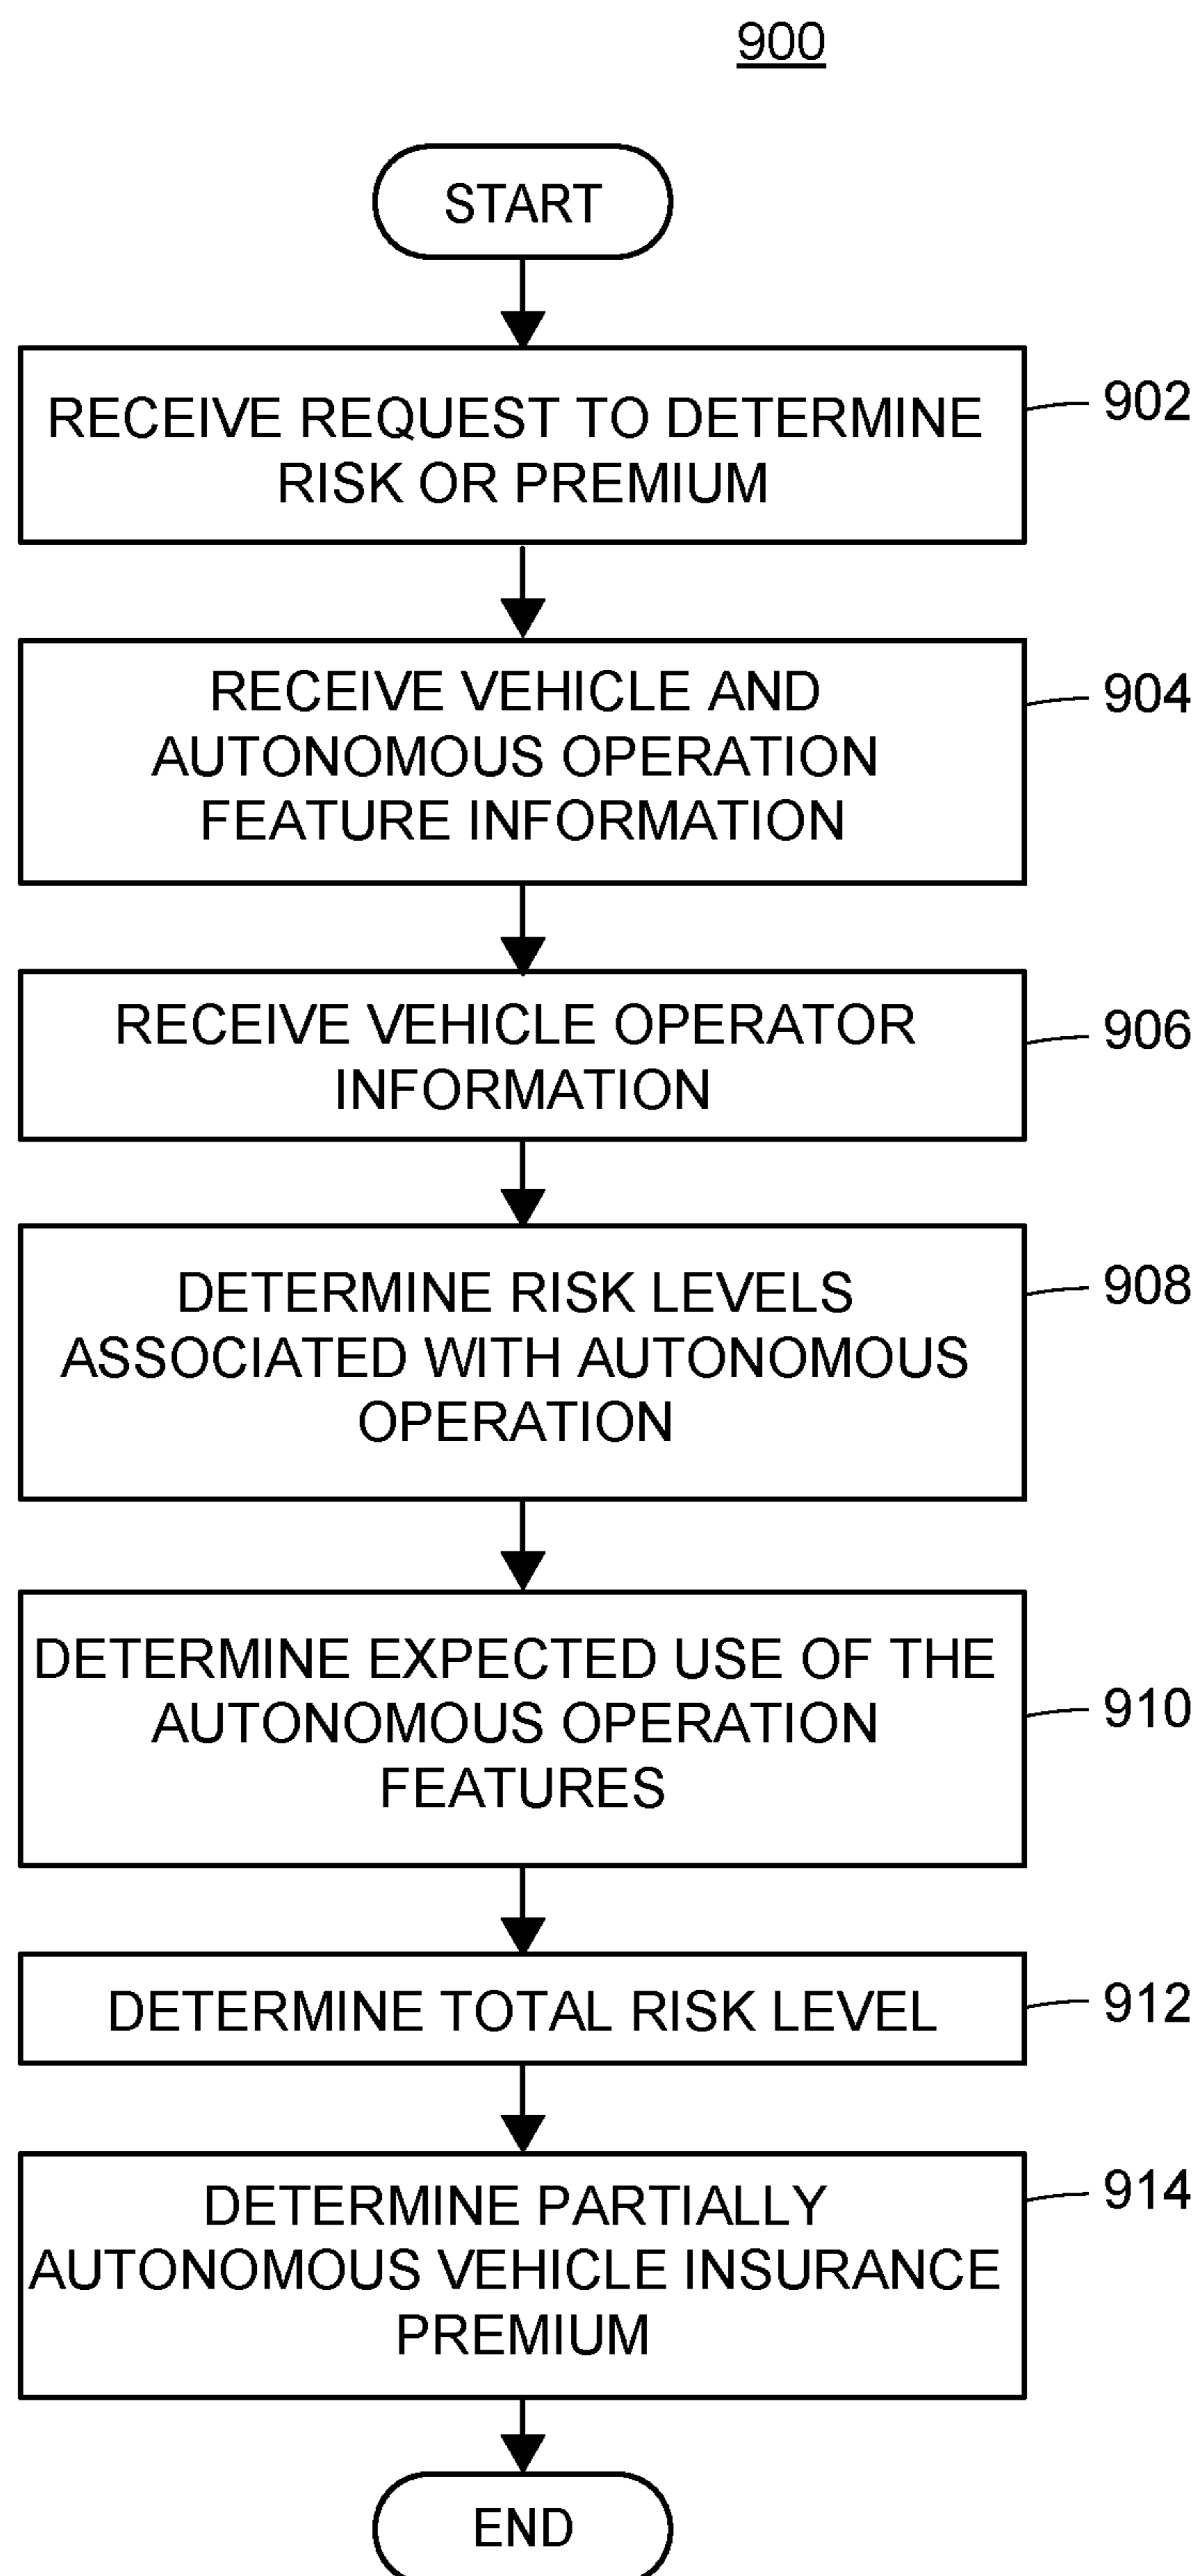 900
START
RECEIVE REQUEST TO DETERMINE
RISK OR PREMIUM
902
RECEIVE VEHICLE AND
AUTONOMOUS OPERATION
FEATURE INFORMATION
904
RECEIVE VEHICLE OPERATOR
INFORMATION
906
DETERMINE RISK LEVELS
ASSOCIATED WITH AUTONOMOUS
OPERATION
908
DETERMINE EXPECTED USE OF THE
AUTONOMOUS OPERATION
FEATURES
910
DETERMINE TOTAL RISK LEVEL
912
DETERMINE PARTIALLY
AUTONOMOUS VEHICLE INSURANCE
PREMIUM
914
END